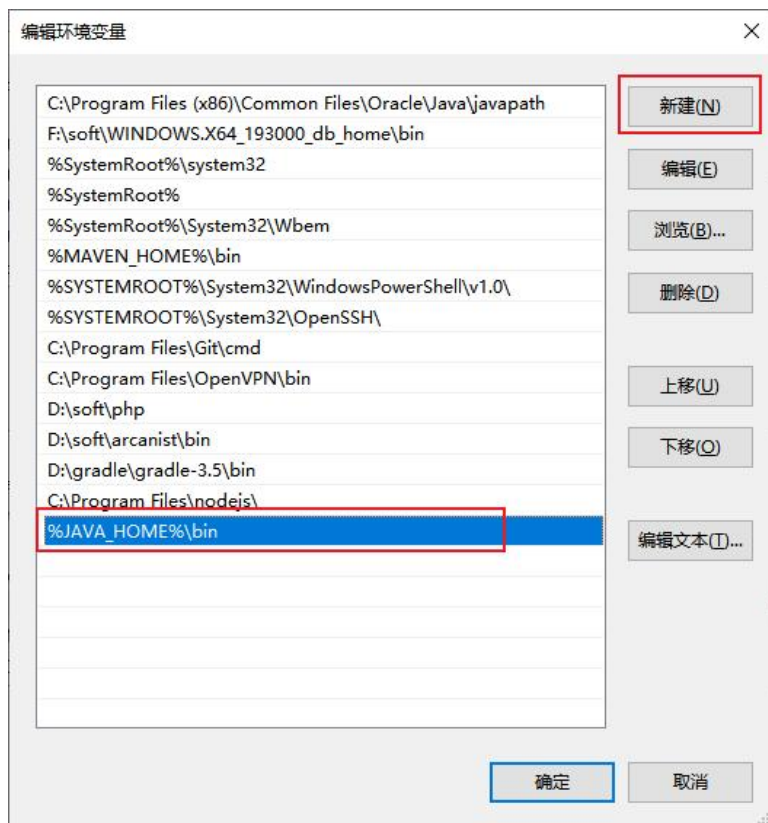 编辑环境变量
C:\Program Files (x86)\Common Files\Oracle\Java\javapath
F:\soft\WINDOWS.X64_193000_db_home\bin
%SystemRoot%\system32
%SystemRoot%
%SystemRoot%\System32\Wbem
%MAVEN_HOME%\bin
%SYSTEMROOT%\System32\WindowsPowerShell\v1.0\
%SYSTEMROOT%\System32\OpenSSH\
C:\Program Files\Git\cmd
C:\Program Files\OpenVPN\bin
D:\soft\php
D:\soft\arcanist\bin
D:\gradle\gradle-3.5\bin
C:\Program Files\nodejs\
%JAVA_HOME%\bin
新建(N)
编辑(E)
浏览(B)...
删除(D)
上移(U)
下移(O)
编辑文本(T)...
确定
取消